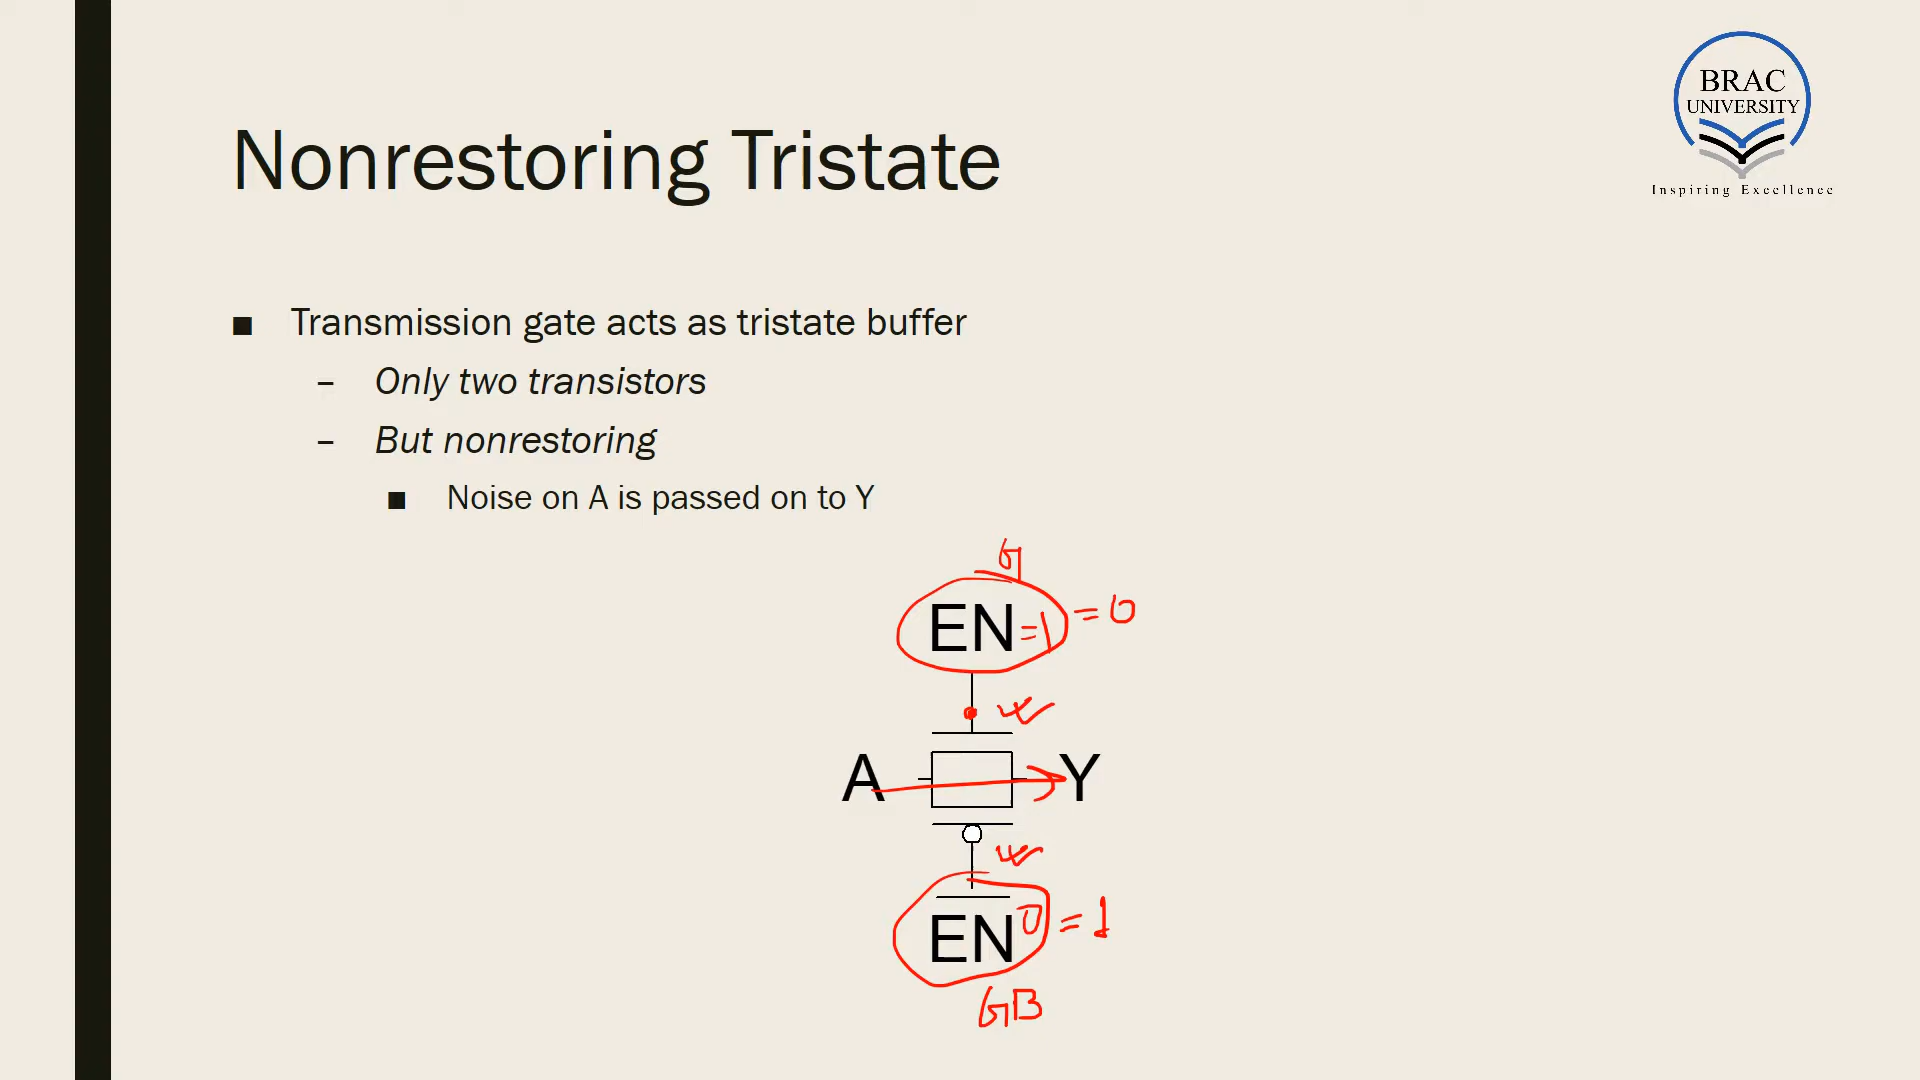 BRAC
UNIVERSITY
Inspiring Excellence
Nonrestoring Tristate
■ Transmission gate acts as tristate buffer
– Only two transistors
– But nonrestoring
■ Noise on A is passed on to Y
G
EN =1 = 0
A Y
EN 0 = 1
GB